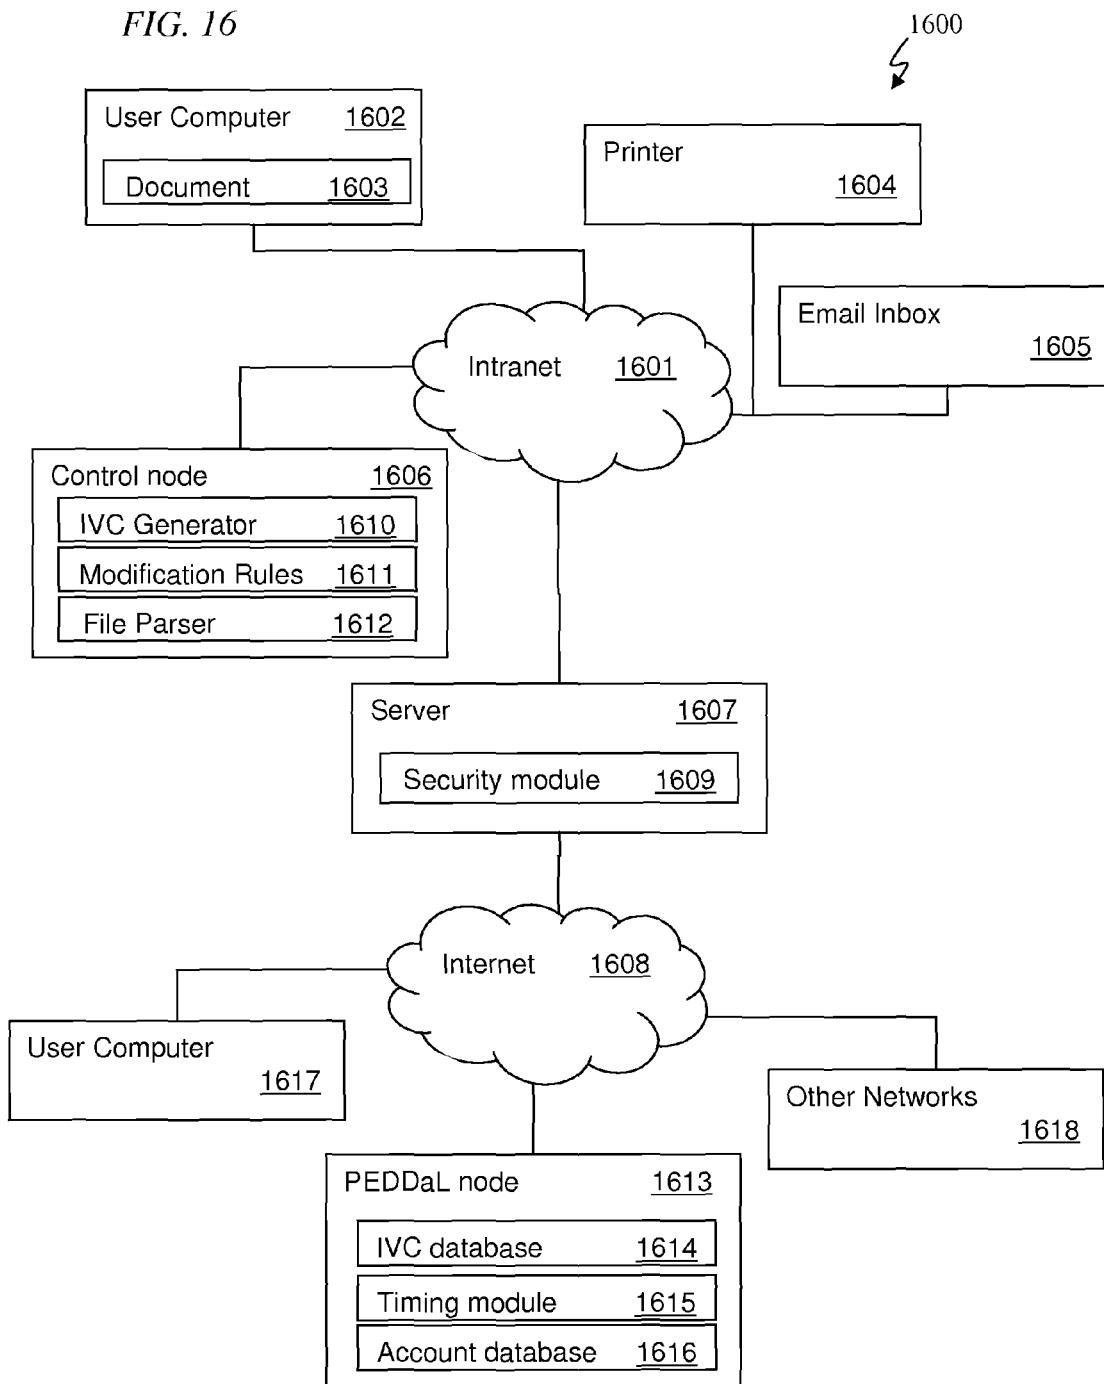 FIG. 16
1600
User Computer 1602
Document 1603
Printer
1604
Email Inbox
1605
Intranet 1601
Control node 1606
IVC Generator 1610
Modification Rules 1611
File Parser 1612
Server 1607
Security module 1609
Internet 1608
User Computer
1617
Other Networks
1618
PEDDaL node 1613
IVC database 1614
Timing module 1615
Account database 1616